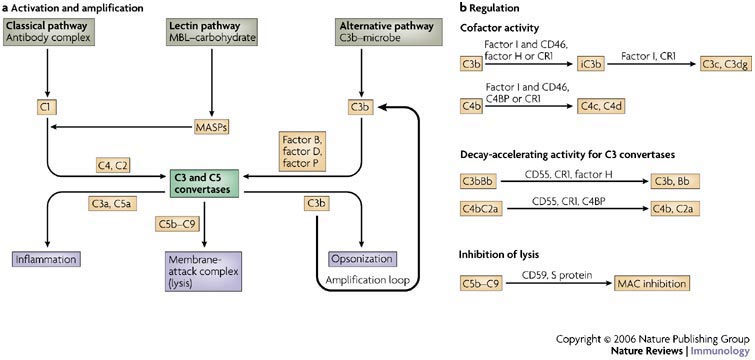 a Activation and amplification
Classical pathway
Antibody complex
Lectin pathway
MBL–carbohydrate
Alternative pathway
C3b–microbe
C1
MASPs
C3b
Factor B,
factor D,
factor P
C4, C2
C3 and C5
convertases
C3a, C5a
C5b–C9
C3b
Inflammation
Membrane-
attack complex
(lysis)
Opsonization
Amplification loop
b Regulation
Cofactor activity
C3b
Factor I and CD46,
factor H or CR1
iC3b
Factor I, CR1
C3c, C3dg
C4b
Factor I and CD46,
C4BP or CR1
C4c, C4d
Decay-accelerating activity for C3 convertases
C3bBb
CD55, CR1, factor H
C3b, Bb
C4bC2a
CD55, CR1, C4BP
C4b, C2a
Inhibition of lysis
C5b–C9
CD59, S protein
MAC inhibition
Copyright © 2006 Nature Publishing Group
Nature Reviews | Immunology